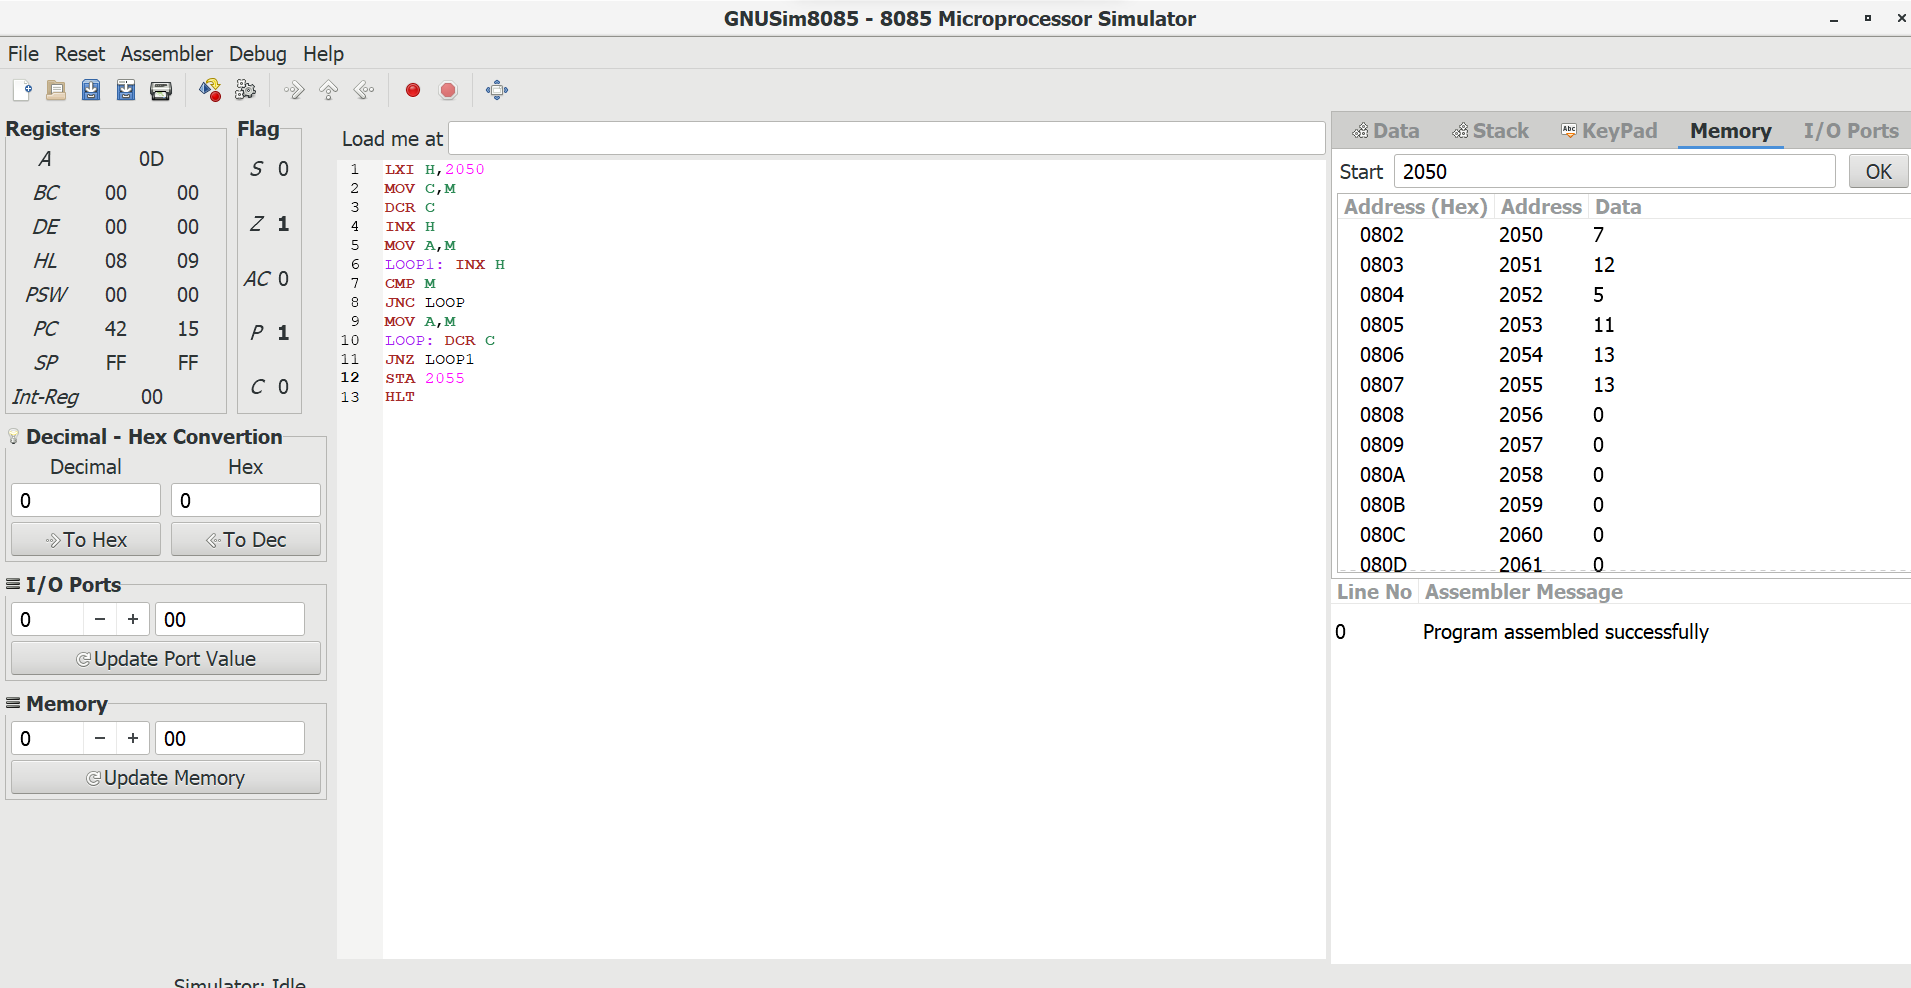 GNUSim8085 - 8085 Microprocessor Simulator
File Reset Assembler Debug Help
Registers
A 0D
BC 00 00
DE 00 00
HL 08 09
PSW 00 00
PC 42 15
SP FF FF
Int-Reg 00
Flag
S 0
Z 1
AC 0
P 1
C 0
Decimal - Hex Convertion
Decimal Hex
0 0
To Hex To Dec
I/O Ports
0 − + 00
Update Port Value
Memory
0 − + 00
Update Memory
Load me at
1 LXI H,2050
2 MOV C,M
3 DCR C
4 INX H
5 MOV A,M
6 LOOP1: INX H
7 CMP M
8 JNC LOOP
9 MOV A,M
10 LOOP: DCR C
11 JNZ LOOP1
12 STA 2055
13 HLT
Data Stack Abc KeyPad Memory I/O Ports
Start 2050 OK
Address (Hex) Address Data
0802 2050 7
0803 2051 12
0804 2052 5
0805 2053 11
0806 2054 13
0807 2055 13
0808 2056 0
0809 2057 0
080A 2058 0
080B 2059 0
080C 2060 0
080D 2061 0
Line No Assembler Message
0 Program assembled successfully
Simulator: Idle